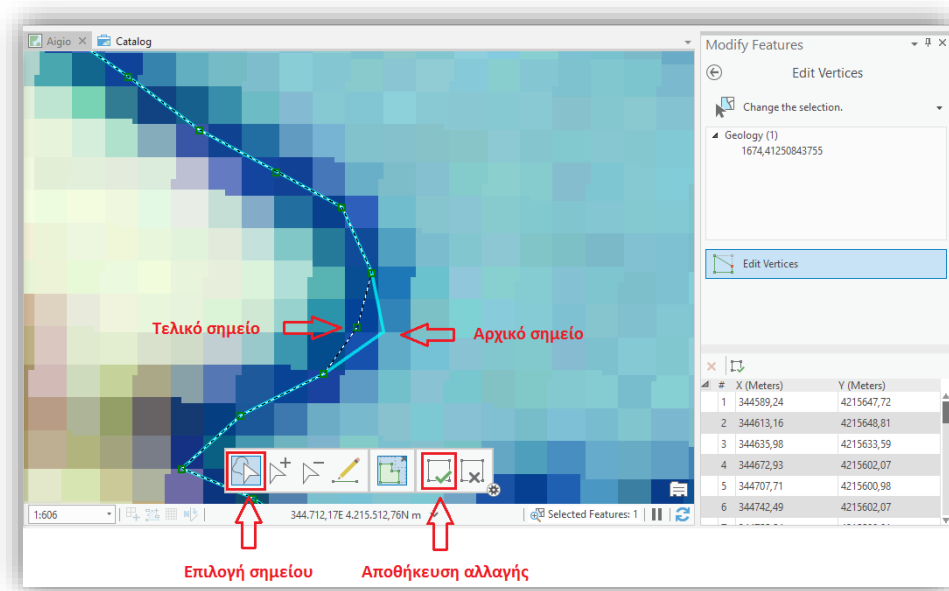 Aigio
Catalog
Modify Features
Edit Vertices
Change the selection.
Geology (1)
1674,41250843755
Edit Vertices
Τελικό σημείο
Αρχικό σημείο
# X (Meters) Y (Meters)
1 344589,24 4215647,72
2 344613,16 4215648,81
3 344635,98 4215633,59
4 344672,93 4215602,07
5 344707,71 4215600,98
6 344742,49 4215602,07
1:606
344.712,17E 4.215.512,76N m
Selected Features: 1
Επιλογή σημείου
Αποθήκευση αλλαγής